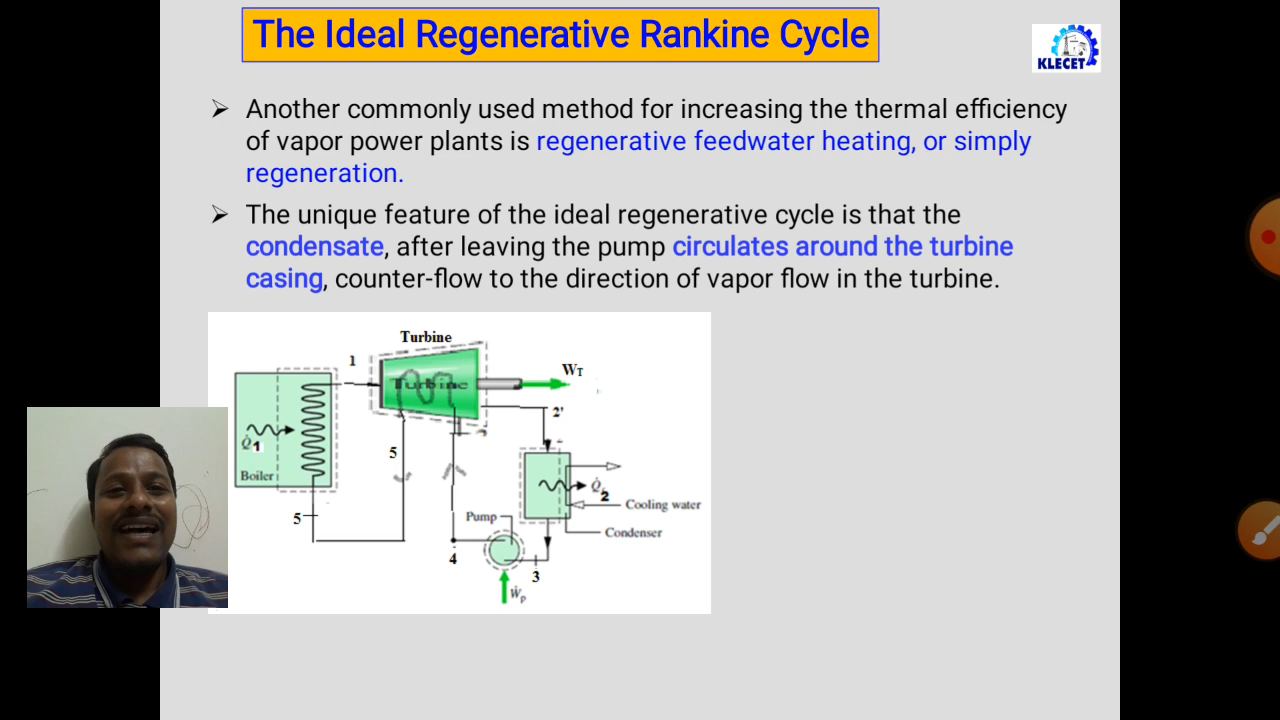 The Ideal Regenerative Rankine Cycle
KLECET
Another commonly used method for increasing the thermal efficiency
of vapor power plants is regenerative feedwater heating, or simply
regeneration.
The unique feature of the ideal regenerative cycle is that the
condensate, after leaving the pump circulates around the turbine
casing, counter-flow to the direction of vapor flow in the turbine.
Turbine
1
Turbine
WT
2'
Q̇1
5
Boiler
Q̇2
5
Pump
Cooling water
Condenser
4
3
Ẇp